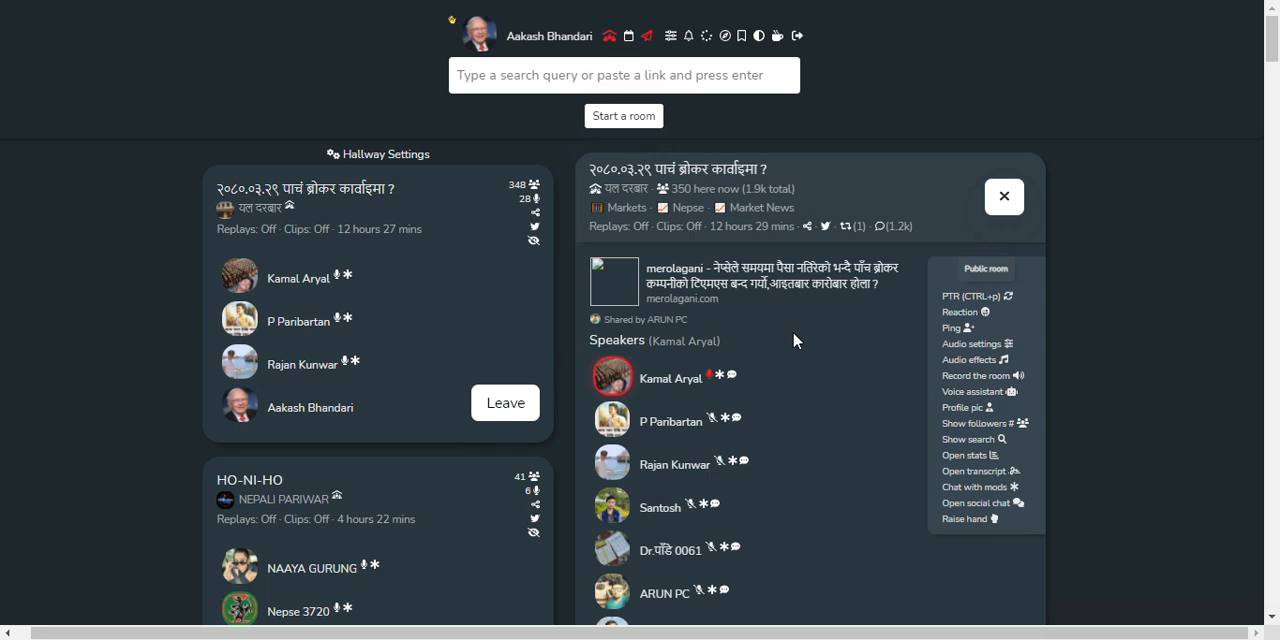 Aakash Bhandari
Type a search query or paste a link and press enter
Start a room
Hallway Settings
२०८०.०३.२९ पाचं ब्रोकर कार्वाइमा ?
348
28
यल दरबार
Replays: Off · Clips: Off · 12 hours 27 mins
Kamal Aryal
P Paribartan
Rajan Kunwar
Aakash Bhandari
Leave
HO-NI-HO
41
6
NEPALI PARIWAR
Replays: Off · Clips: Off · 4 hours 22 mins
NAAYA GURUNG
Nepse 3720
२०८०.०३.२९ पाचं ब्रोकर कार्वाइमा ?
यल दरबार · 350 here now (1.9k total)
Markets · Nepse · Market News
Replays: Off · Clips: Off · 12 hours 29 mins · · · (1) · (1.2k)
merolagani - नेप्सेले समयमा पैसा नतिरेको भन्दै पाँच ब्रोकर
कम्पनीको टिएमएस बन्द गर्यो,आइतबार कारोबार होला ?
merolagani.com
Shared by ARUN PC
Speakers (Kamal Aryal)
Kamal Aryal
P Paribartan
Rajan Kunwar
Santosh
Dr.पाँडे 0061
ARUN PC
Public room
PTR (CTRL+p)
Reaction
Ping
Audio settings
Audio effects
Record the room
Voice assistant
Profile pic
Show followers #
Show search
Open stats
Open transcript
Chat with mods
Open social chat
Raise hand